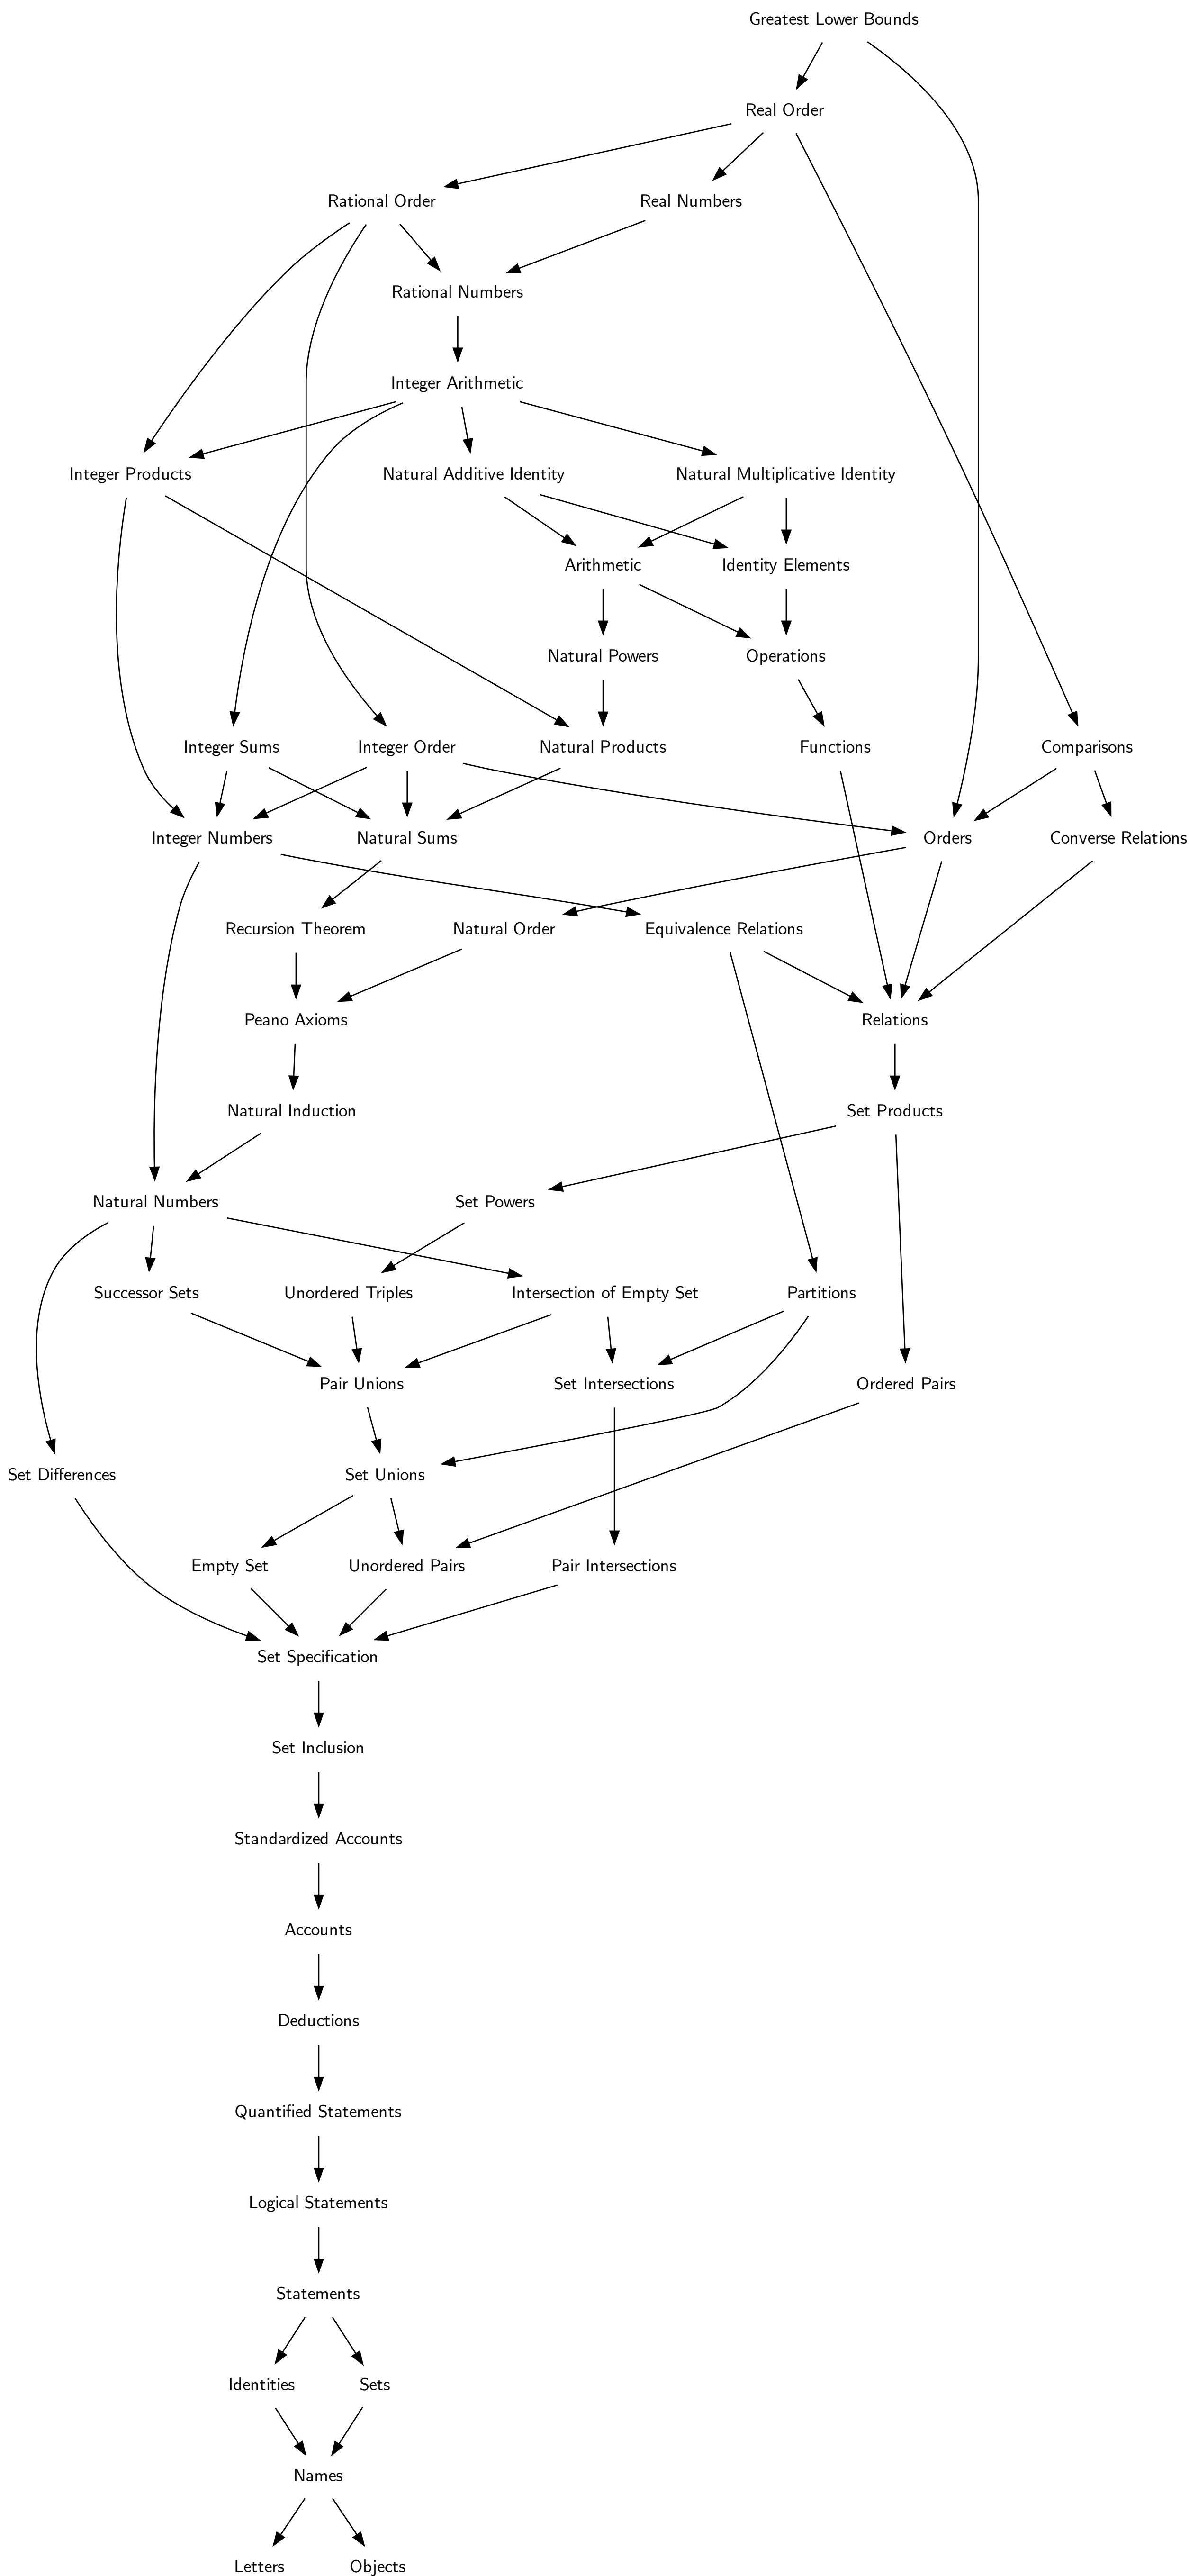 Greatest Lower Bounds
Real Order
Rational Order
Real Numbers
Rational Numbers
Integer Arithmetic
Integer Products
Natural Additive Identity
Natural Multiplicative Identity
Arithmetic
Identity Elements
Natural Powers
Operations
Integer Sums
Integer Order
Natural Products
Functions
Comparisons
Integer Numbers
Natural Sums
Orders
Converse Relations
Recursion Theorem
Natural Order
Equivalence Relations
Peano Axioms
Relations
Natural Induction
Set Products
Natural Numbers
Set Powers
Successor Sets
Unordered Triples
Intersection of Empty Set
Partitions
Pair Unions
Set Intersections
Ordered Pairs
Set Differences
Set Unions
Empty Set
Unordered Pairs
Pair Intersections
Set Specification
Set Inclusion
Standardized Accounts
Accounts
Deductions
Quantified Statements
Logical Statements
Statements
Identities
Sets
Names
Letters
Objects